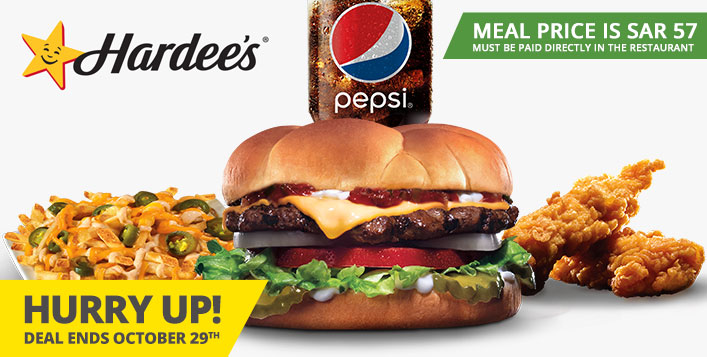 Hardee's®
MEAL PRICE IS SAR 57
MUST BE PAID DIRECTLY IN THE RESTAURANT
pepsi®
HURRY UP!
DEAL ENDS OCTOBER 29TH